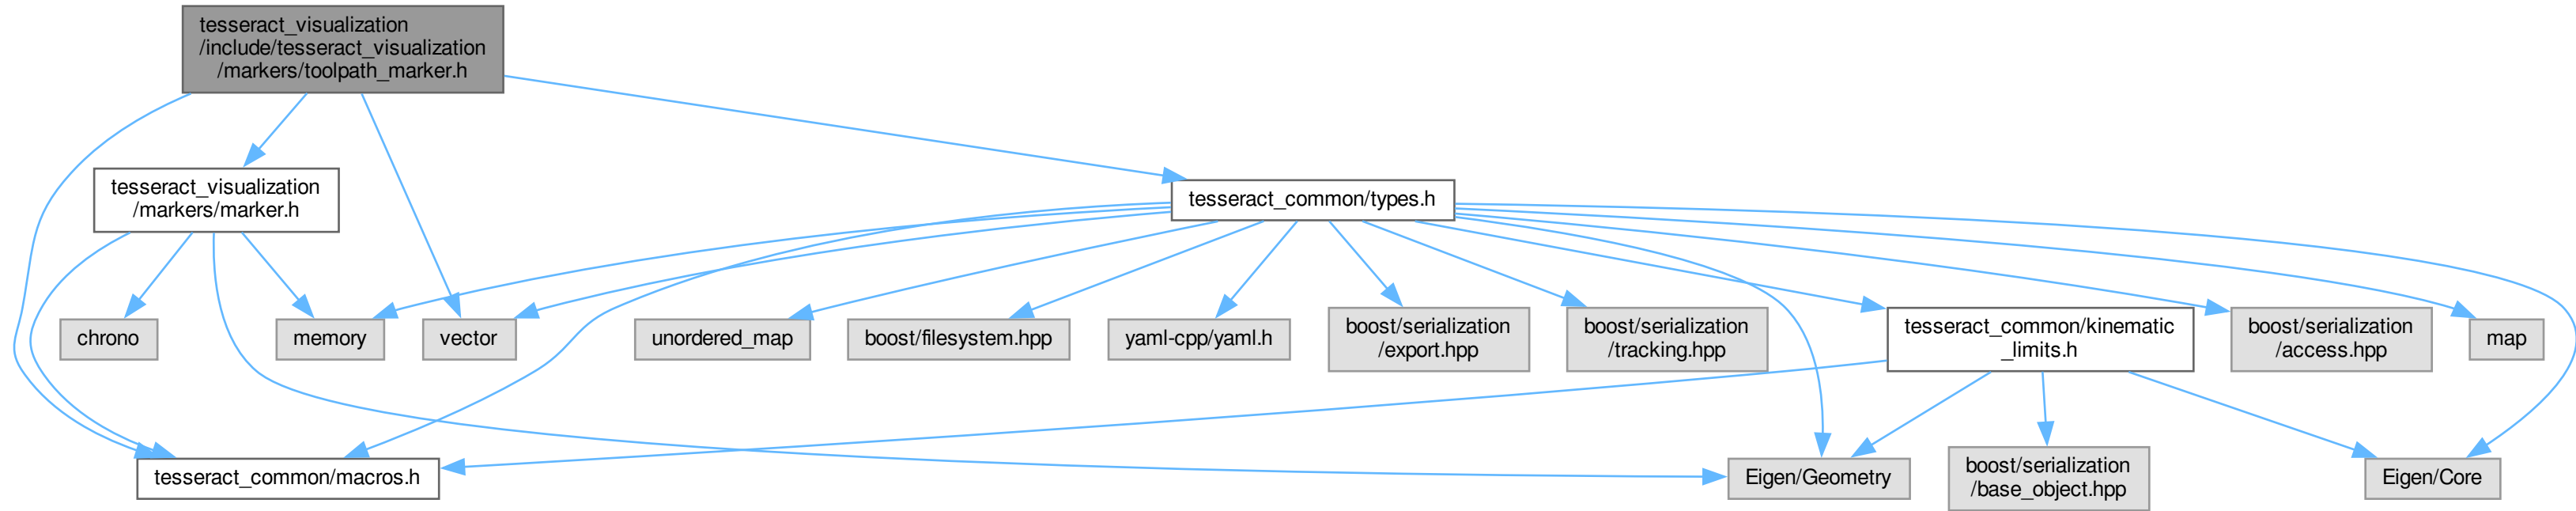 tesseract_visualization
/include/tesseract_visualization
/markers/toolpath_marker.h
tesseract_visualization
/markers/marker.h
tesseract_common/types.h
chrono
memory
vector
unordered_map
boost/filesystem.hpp
yaml-cpp/yaml.h
boost/serialization
/export.hpp
boost/serialization
/tracking.hpp
tesseract_common/kinematic
_limits.h
boost/serialization
/access.hpp
map
tesseract_common/macros.h
Eigen/Geometry
boost/serialization
/base_object.hpp
Eigen/Core